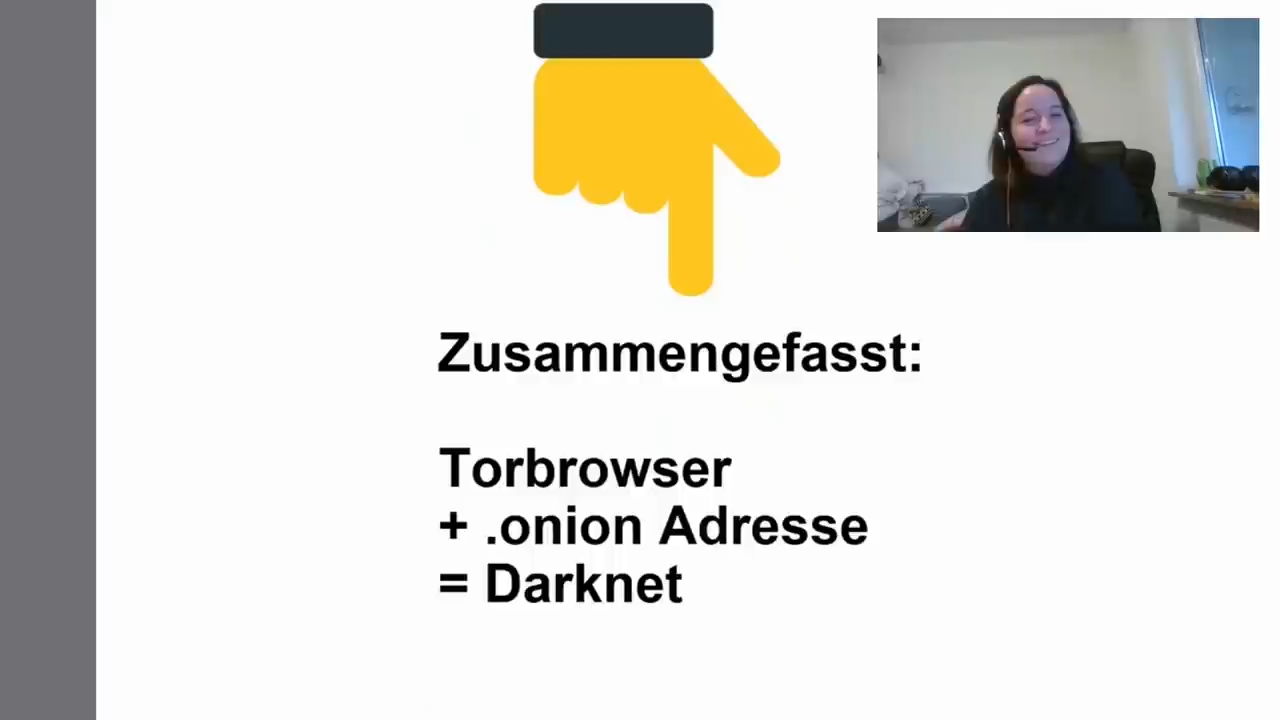 Zusammengefasst:
Torbrowser
+ .onion Adresse
= Darknet